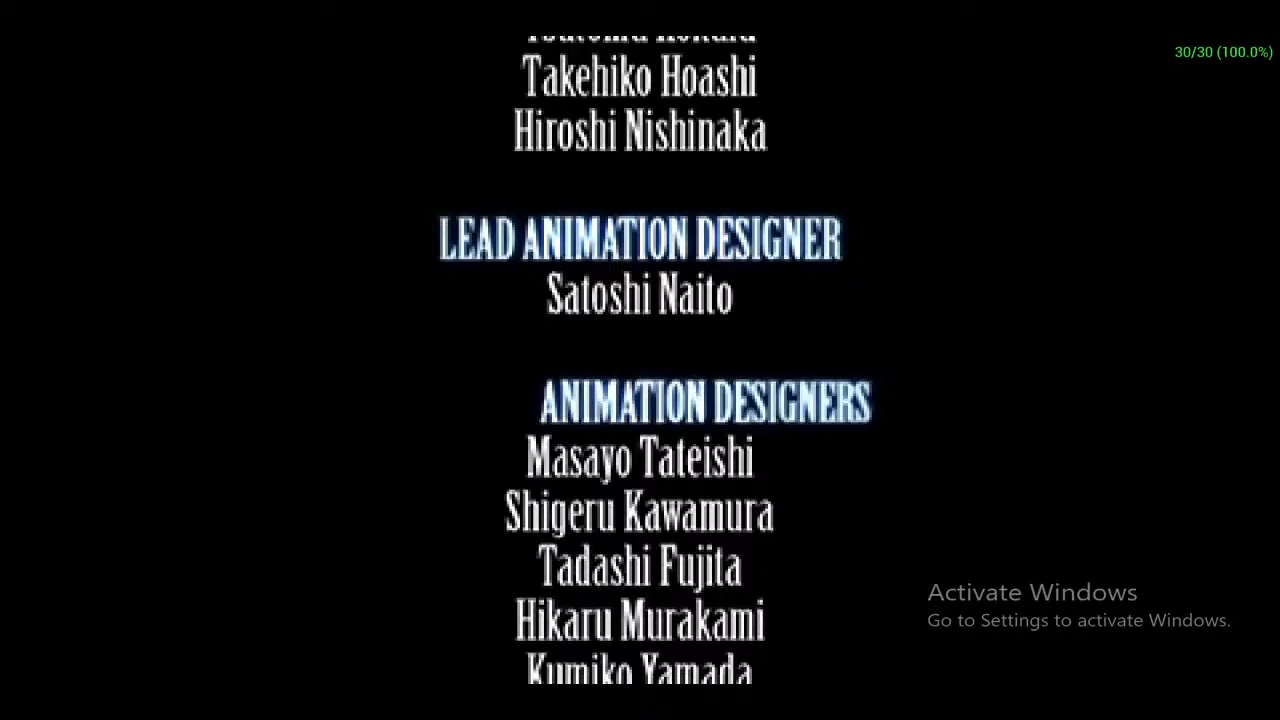 30/30 (100.0%)
Takehiko Hoashi
Hiroshi Nishinaka
LEAD ANIMATION DESIGNER
Satoshi Naito
ANIMATION DESIGNERS
Masayo Tateishi
Shigeru Kawamura
Tadashi Fujita
Hikaru Murakami
Kumiko Yamada
Activate Windows
Go to Settings to activate Windows.